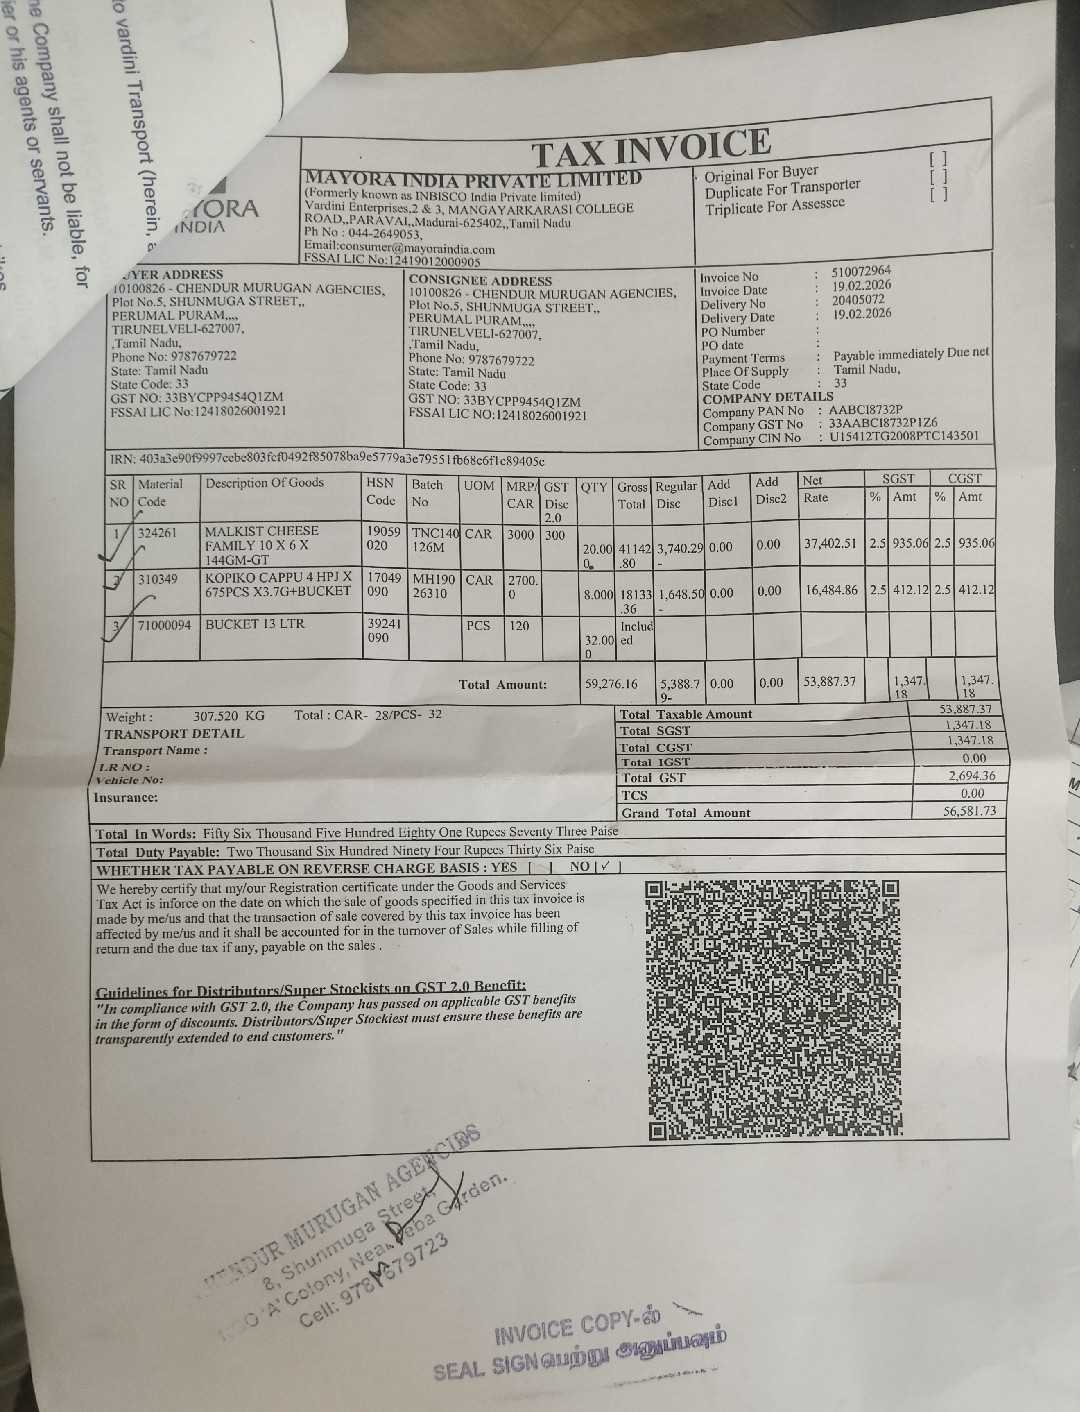 to vardini Transport (herein, a
he Company shall not be liable, for
ier or his agents or servants.
TAX INVOICE
YORA
INDIA
MAYORA INDIA PRIVATE LIMITED
(Formerly known as INBISCO India Private limited)
Vardini Enterprises,2 & 3, MANGAYARKARASI COLLEGE
ROAD,,PARAVAI,,Madurai-625402,,Tamil Nadu
Ph No : 044-2649053,
Email:consumer@mayoraindia.com
FSSAI LIC No:12419012000905
Original For Buyer [ ]
Duplicate For Transporter [ ]
Triplicate For Assessce [ ]
UYER ADDRESS
10100826 - CHENDUR MURUGAN AGENCIES,
Plot No.5, SHUNMUGA STREET,,
PERUMAL PURAM,,,,
TIRUNELVELI-627007,
,Tamil Nadu,
Phone No: 9787679722
State: Tamil Nadu
State Code: 33
GST NO: 33BYCPP9454Q1ZM
FSSAI LIC No:12418026001921
CONSIGNEE ADDRESS
10100826 - CHENDUR MURUGAN AGENCIES,
Plot No.5, SHUNMUGA STREET,,
PERUMAL PURAM,,,,
TIRUNELVELI-627007,
,Tamil Nadu,
Phone No: 9787679722
State: Tamil Nadu
State Code: 33
GST NO: 33BYCPP9454Q1ZM
FSSAI LIC NO:12418026001921
Invoice No : 510072964
Invoice Date : 19.02.2026
Delivery No : 20405072
Delivery Date : 19.02.2026
PO Number :
PO date :
Payment Terms : Payable immediately Due net
Place Of Supply : Tamil Nadu,
State Code : 33
COMPANY DETAILS
Company PAN No : AABCI8732P
Company GST No : 33AABCI8732P1Z6
Company CIN No : U15412TG2008PTC143501
IRN: 403a3e90f9997cebe803fcf0492f85078ba9e5779a3e79551fb68e6f1c89405c
SR Material Description Of Goods HSN Batch UOM MRP/ GST QTY Gross Regular Add Add Net SGST CGST
NO Code Code No CAR Disc Total Disc Disc1 Disc2 Rate % Amt % Amt
2.0
1 324261 MALKIST CHEESE 19059 TNC140 CAR 3000 300
FAMILY 10 X 6 X 020 126M 20.00 41142 3,740.29 0.00 0.00 37,402.51 2.5 935.06 2.5 935.06
144GM-GT 0 .80 -
2 310349 KOPIKO CAPPU 4 HPJ X 17049 MH190 CAR 2700.
675PCS X3.7G+BUCKET 090 26310 0 8.000 18133 1,648.50 0.00 0.00 16,484.86 2.5 412.12 2.5 412.12
.36 -
3 71000094 BUCKET 13 LTR 39241 PCS 120 Includ
090 32.00 ed
0
Total Amount: 59,276.16 5,388.7 0.00 0.00 53,887.37 1,347. 1,347.
9- 18 18
Weight : 307.520 KG Total : CAR- 28/PCS- 32
TRANSPORT DETAIL
Transport Name :
LR NO :
Vehicle No:
Insurance:
Total Taxable Amount 53,887.37
Total SGST 1,347.18
Total CGST 1,347.18
Total IGST 0.00
Total GST 2,694.36
TCS 0.00
Grand Total Amount 56,581.73
Total In Words: Fifty Six Thousand Five Hundred Eighty One Rupees Seventy Three Paise
Total Duty Payable: Two Thousand Six Hundred Ninety Four Rupees Thirty Six Paise
WHETHER TAX PAYABLE ON REVERSE CHARGE BASIS : YES [ ] NO [✓]
We hereby certify that my/our Registration certificate under the Goods and Services
Tax Act is inforce on the date on which the sale of goods specified in this tax invoice is
made by me/us and that the transaction of sale covered by this tax invoice has been
affected by me/us and it shall be accounted for in the turnover of Sales while filling of
return and the due tax if any, payable on the sales .
Guidelines for Distributors/Super Stockists on GST 2.0 Benefit:
"In compliance with GST 2.0, the Company has passed on applicable GST benefits
in the form of discounts. Distributors/Super Stockiest must ensure these benefits are
transparently extended to end customers."
HENDUR MURUGAN AGENCIES
8, Shunmuga Street,
'A' Colony, Near Garden.
Cell: 9787679723
INVOICE COPY-ல்
SEAL SIGN பெற்று அனுப்பவும்